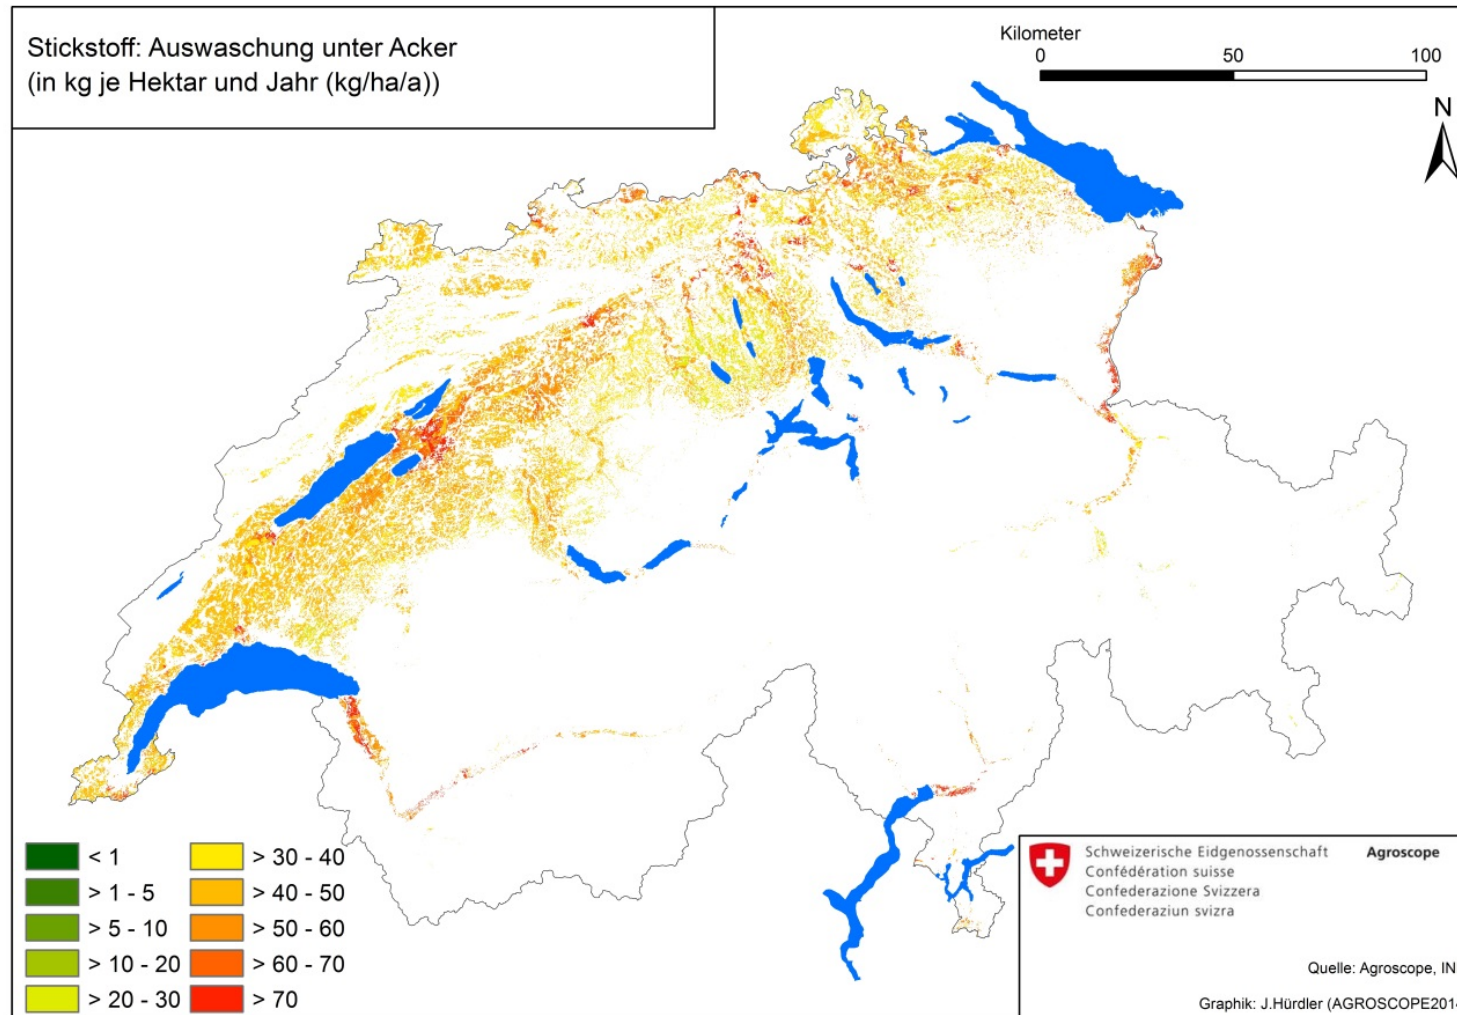 Stickstoff: Auswaschung unter Acker
(in kg je Hektar und Jahr (kg/ha/a))
Kilometer
0 50 100
N
< 1
> 1 - 5
> 5 - 10
> 10 - 20
> 20 - 30
> 30 - 40
> 40 - 50
> 50 - 60
> 60 - 70
> 70
Schweizerische Eidgenossenschaft
Confédération suisse
Confederazione Svizzera
Confederaziun svizra
Agroscope
Quelle: Agroscope, IN
Graphik: J.Hürdler (AGROSCOPE201